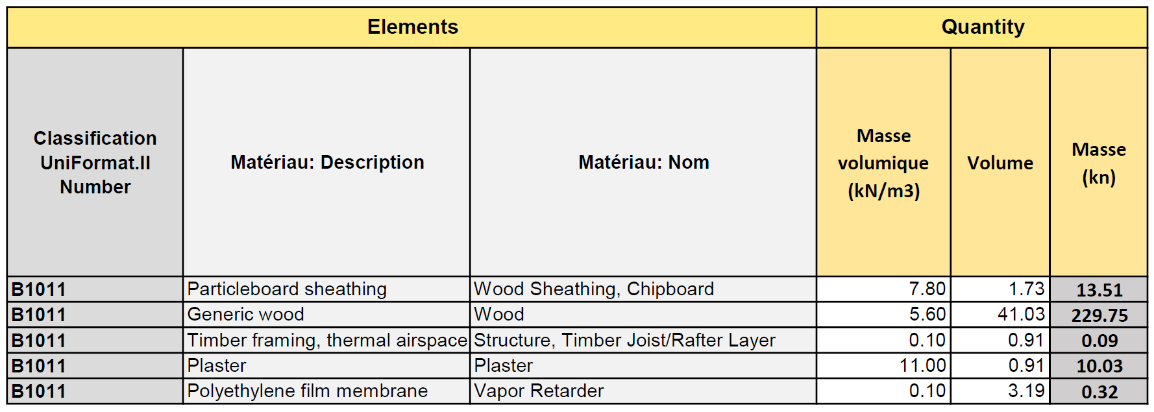 Elements Quantity
Classification UniFormat.II Number Matériau: Description Matériau: Nom Masse volumique (kN/m3) Volume Masse (kn)
B1011 Particleboard sheathing Wood Sheathing, Chipboard 7.80 1.73 13.51
B1011 Generic wood Wood 5.60 41.03 229.75
B1011 Timber framing, thermal airspace Structure, Timber Joist/Rafter Layer 0.10 0.91 0.09
B1011 Plaster Plaster 11.00 0.91 10.03
B1011 Polyethylene film membrane Vapor Retarder 0.10 3.19 0.32